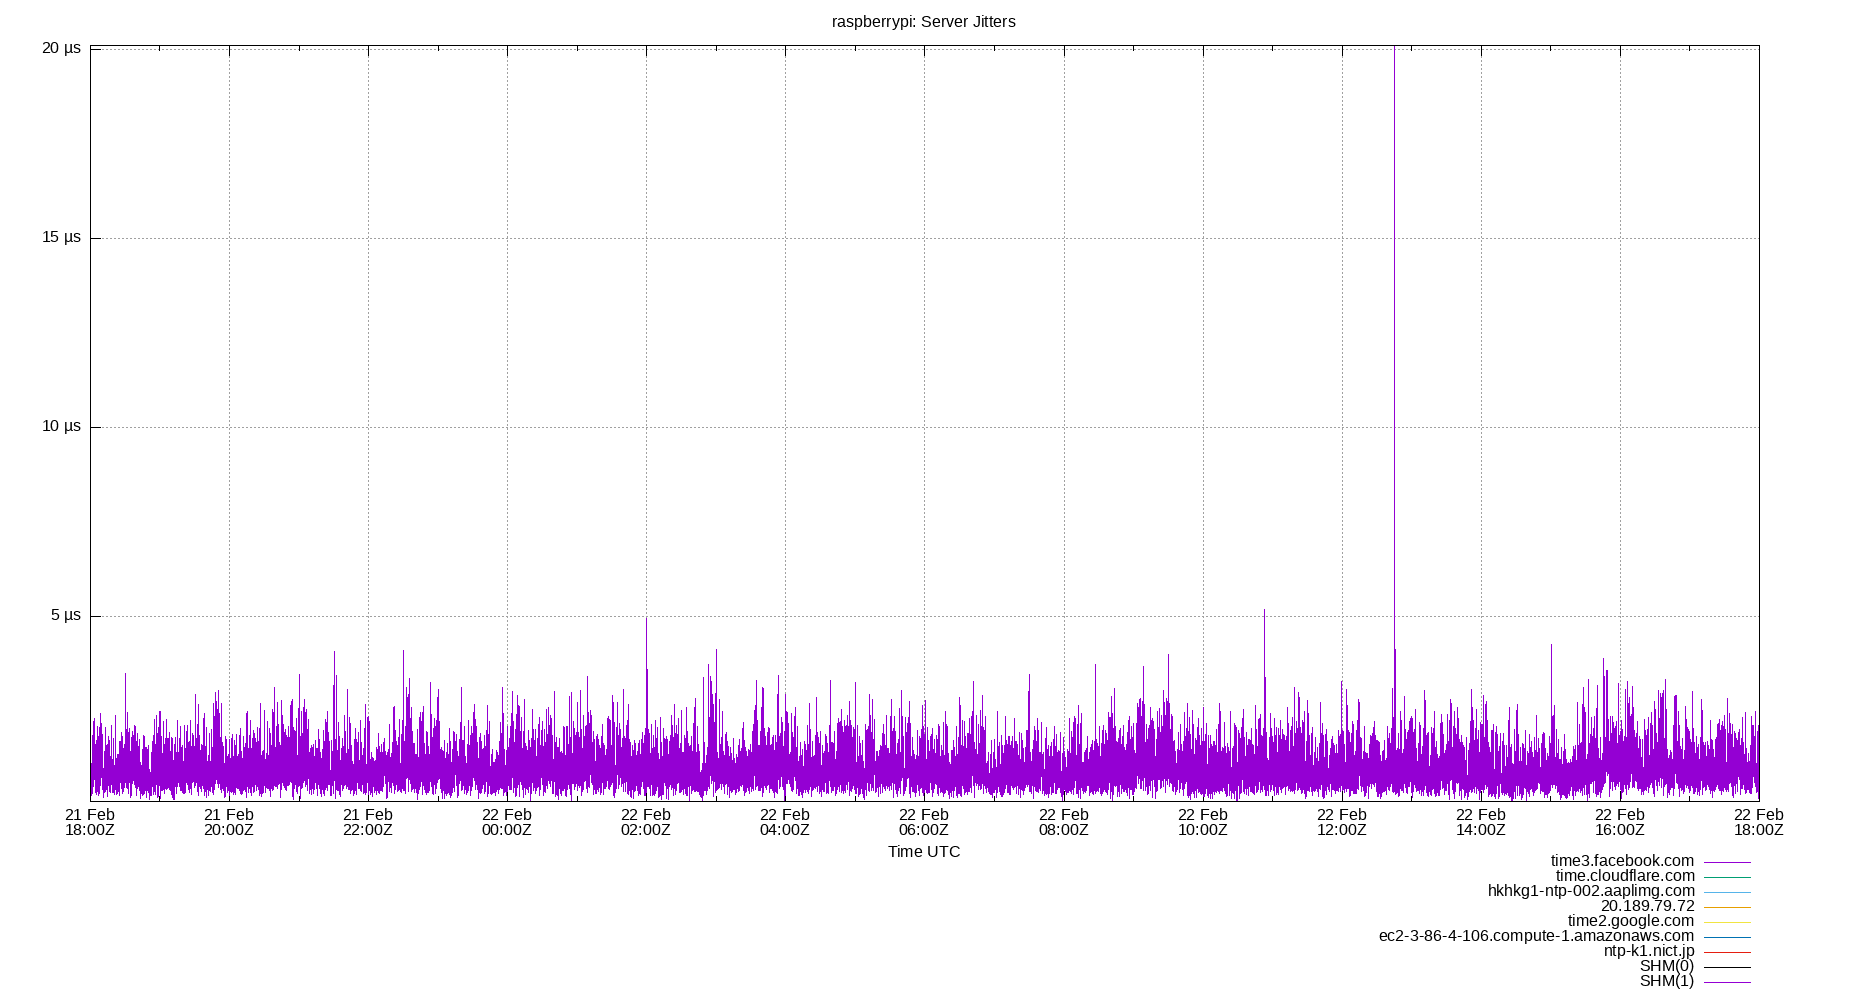 raspberrypi: Server Jitters
20 µs
15 µs
10 µs
5 µs
21 Feb 21 Feb 21 Feb 22 Feb 22 Feb 22 Feb 22 Feb 22 Feb 22 Feb 22 Feb 22 Feb 22 Feb 22 Feb
18:00Z 20:00Z 22:00Z 00:00Z 02:00Z 04:00Z 06:00Z 08:00Z 10:00Z 12:00Z 14:00Z 16:00Z 18:00Z
Time UTC
time3.facebook.com
time.cloudflare.com
hkhkg1-ntp-002.aaplimg.com
20.189.79.72
time2.google.com
ec2-3-86-4-106.compute-1.amazonaws.com
ntp-k1.nict.jp
SHM(0)
SHM(1)